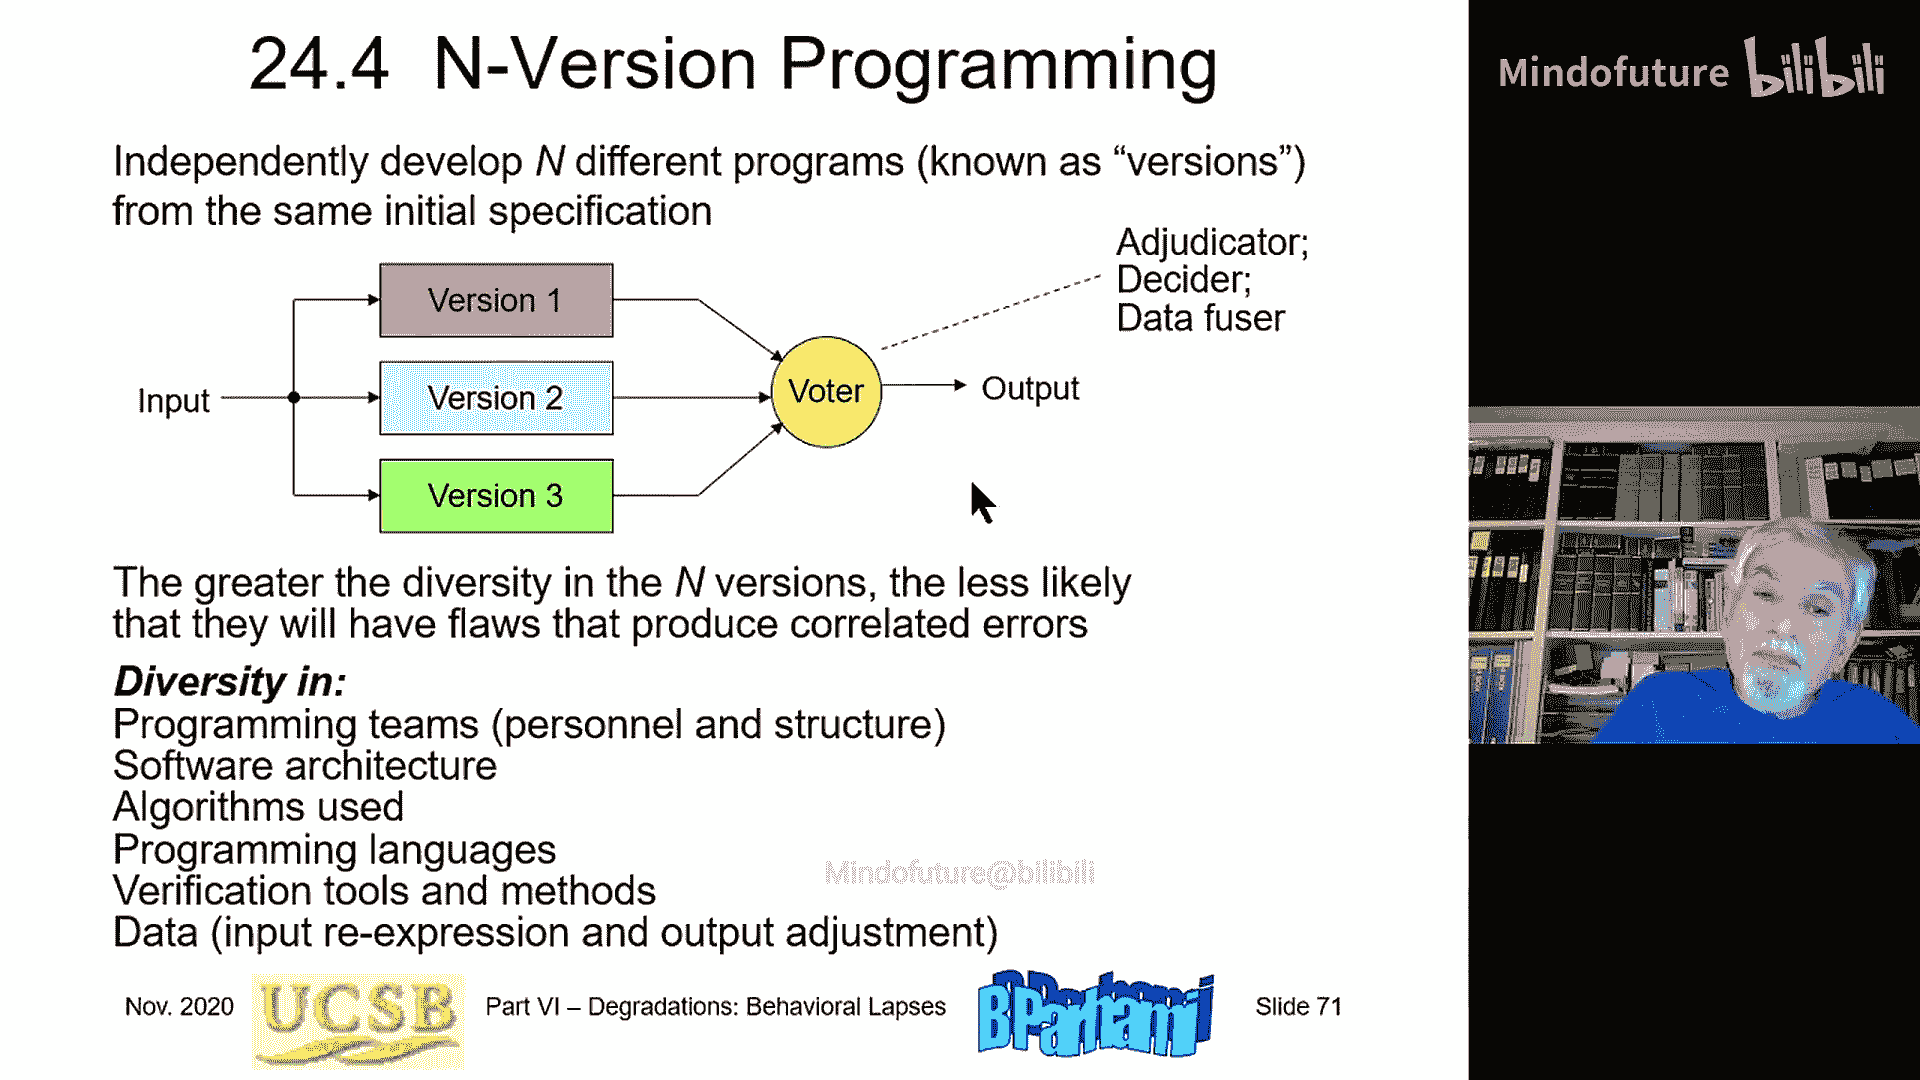 24.4 N-Version Programming
Mindofuture bilibili
Independently develop N different programs (known as “versions”)
from the same initial specification
Adjudicator;
Decider;
Data fuser
Version 1
Version 2
Version 3
Input
Voter
Output
The greater the diversity in the N versions, the less likely
that they will have flaws that produce correlated errors
Diversity in:
Programming teams (personnel and structure)
Software architecture
Algorithms used
Programming languages
Verification tools and methods
Data (input re-expression and output adjustment)
Mindofuture@bilibili
Nov. 2020
UCSB
Part VI – Degradations: Behavioral Lapses
B Parhami
Slide 71